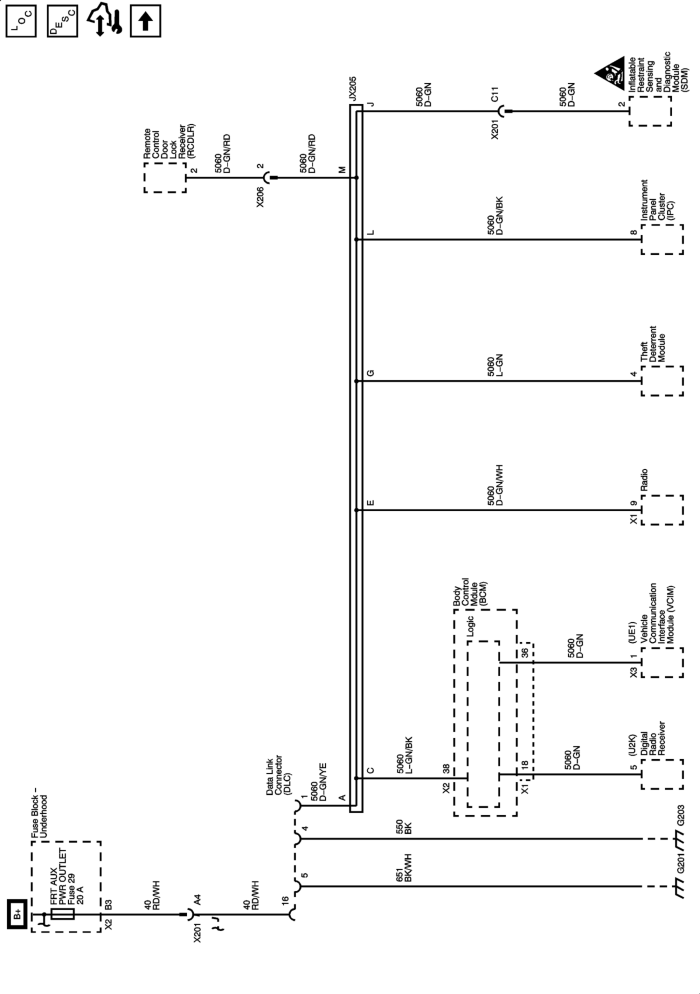 LOC
DESC
B+
Fuse Block –
Underhood
FRT AUX
PWR OUTLET
Fuse 29
20 A
X2
B3
40
RD/WH
X201
A4
40
RD/WH
16
5
651
BK/WH
G201
4
550
BK
G203
Data Link
Connector
(DLC)
1
5060
D–GN/YE
A
JX205
C
5060
L–GN/BK
X2
38
Body
Control
Mdule
(BCM)
Logic
X1
18
36
5060
D–GN
5
(U2K)
Digital
Radio
Receiver
5060
D–GN
X3
1
(UE1)
Vehicle
Communication
Interface
Module (VCIM)
E
5060
D–GN/WH
X1
9
Radio
G
5060
L–GN
4
Theft
Deterrent
Module
L
5060
D–GN/BK
8
Instrument
Panel
Cluster
(IPC)
Remote
Control
Door
Lock
Receiver
(RCDLR)
2
5060
D–GN/RD
X206
2
5060
D–GN/RD
M
J
5060
D–GN
X201
C11
5060
D–GN
2
Inflatable
Restraint
Sensing
and
Diagnostic
Module
(SDM)